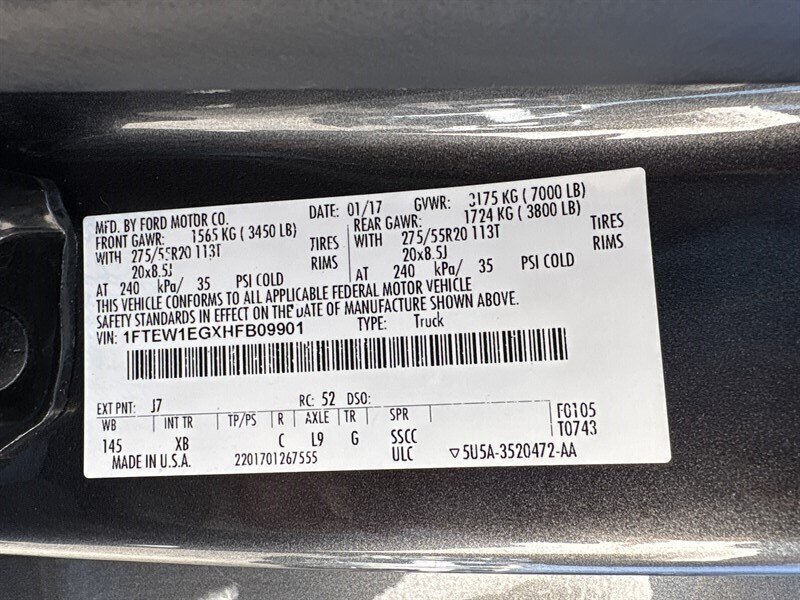 MFD. BY FORD MOTOR CO. DATE: 01/17 GVWR: 3175 KG ( 7000 LB)
FRONT GAWR: 1565 KG ( 3450 LB) REAR GAWR: 1724 KG ( 3800 LB)
WITH 275/55R20 113T TIRES WITH 275/55R20 113T TIRES
20x8.5J RIMS 20x8.5J RIMS
AT 240 kPa/ 35 PSI COLD AT 240 kPa/ 35 PSI COLD
THIS VEHICLE CONFORMS TO ALL APPLICABLE FEDERAL MOTOR VEHICLE
SAFETY STANDARDS IN EFFECT ON THE DATE OF MANUFACTURE SHOWN ABOVE.
VIN: 1FTEW1EGXHFB09901 TYPE: Truck
EXT PNT: J7 RC: 52 DSO:
WB INT TR TP/PS R AXLE TR SPR F0105
145 XB C L9 G SSCC T0743
MADE IN U.S.A. 2201701267555 ULC ▽5U5A-3520472-AA